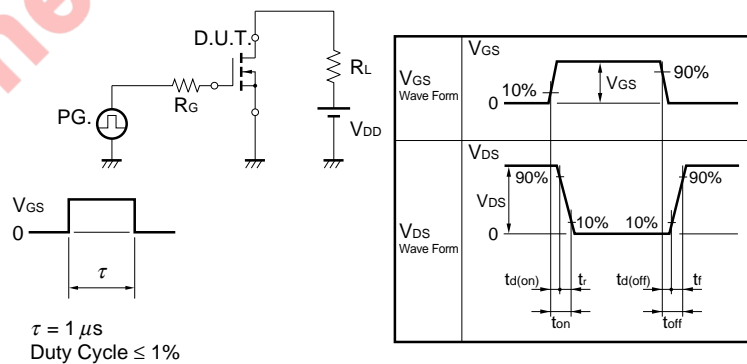 ne
D.U.T.
RL
RG
PG.
VDD
VGS
0
τ
τ = 1 μs
Duty Cycle ≤ 1%
VGS
Wave Form
VGS
10%
0
VGS
90%
VDS
Wave Form
VDS
90%
VDS
0
10%
10%
90%
td(on)
tr
td(off)
tf
ton
toff